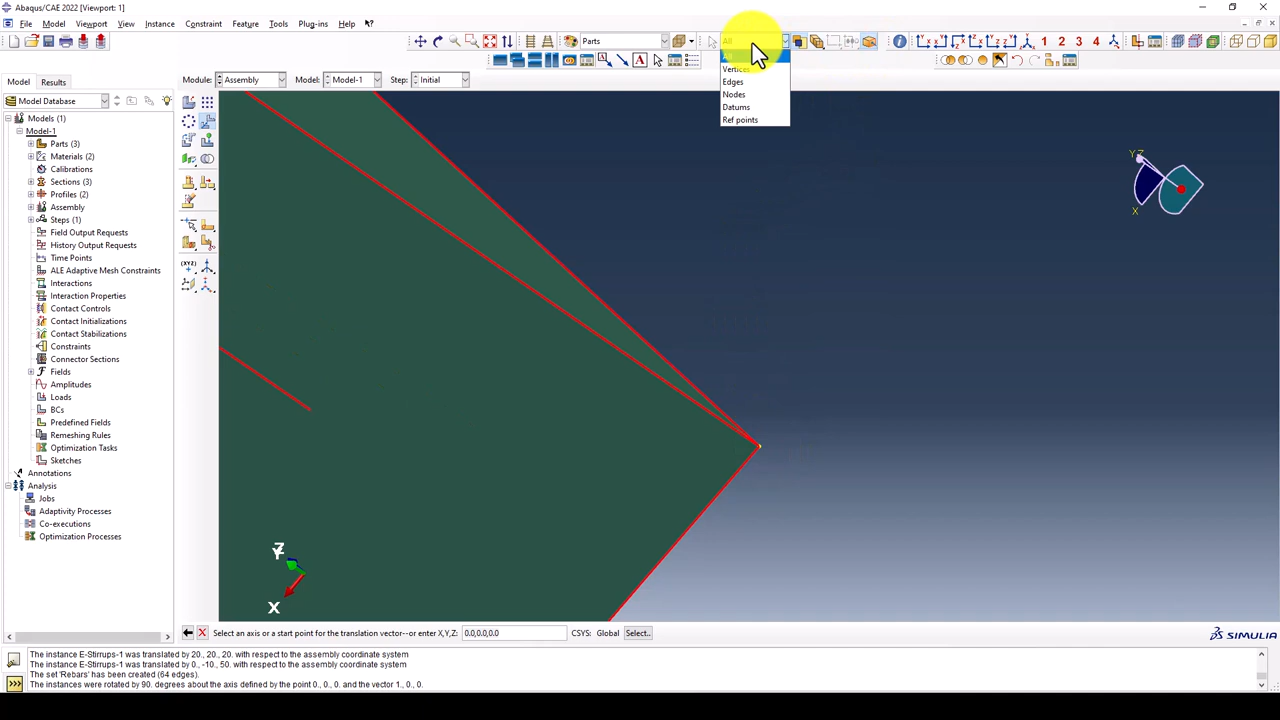 Abaqus/CAE 2022 [Viewport: 1]
File Model Viewport View Instance Constraint Feature Tools Plug-ins Help
Parts
All
1 2 3 4
Vertices
Edges
Nodes
Datums
Ref points
Model Results
Module: Assembly Model: Model-1 Step: Initial
Model Database
Models (1)
Model-1
Parts (3)
Materials (2)
Calibrations
Sections (3)
Profiles (2)
Assembly
Steps (1)
Field Output Requests
History Output Requests
Time Points
ALE Adaptive Mesh Constraints
Interactions
Interaction Properties
Contact Controls
Contact Initializations
Contact Stabilizations
Constraints
Connector Sections
Fields
Amplitudes
Loads
BCs
Predefined Fields
Remeshing Rules
Optimization Tasks
Sketches
Annotations
Analysis
Jobs
Adaptivity Processes
Co-executions
Optimization Processes
(XYZ)
Y Z
X
Z
Y
X
Select an axis or a start point for the translation vector--or enter X,Y,Z: 0.0,0.0,0.0 CSYS: Global Select..
SIMULIA
The instance E-Stirrups-1 was translated by 20., 20., 20. with respect to the assembly coordinate system
The instance E-Stirrups-1 was translated by 0., -10., 50. with respect to the assembly coordinate system
The set 'Rebars' has been created (64 edges).
The instances were rotated by 90. degrees about the axis defined by the point 0., 0., 0. and the vector 1., 0., 0.
>>>